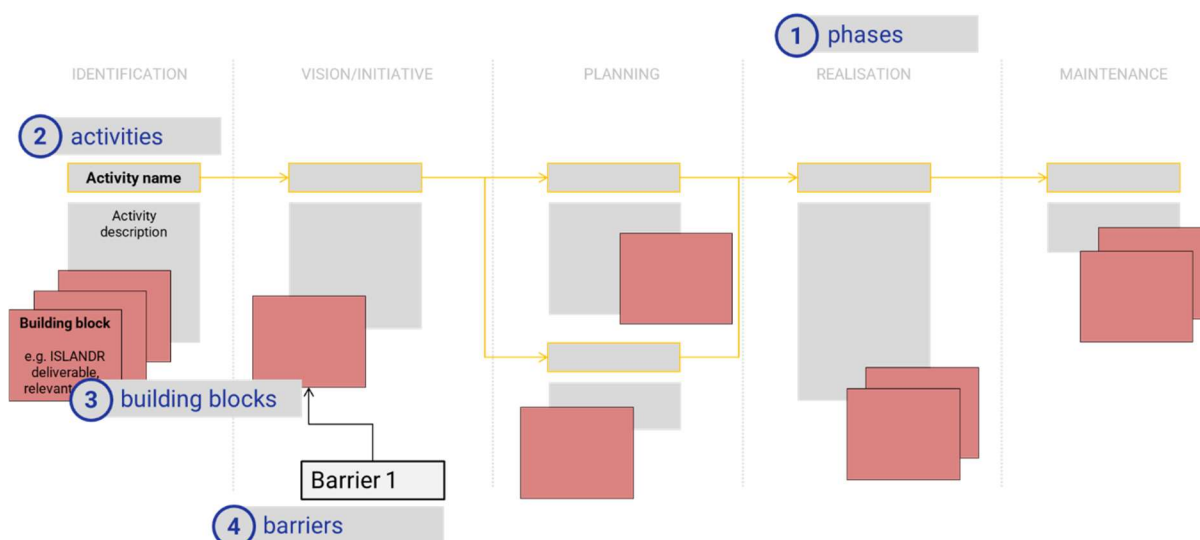 1 phases
IDENTIFICATION
VISION/INITIATIVE
PLANNING
REALISATION
MAINTENANCE
2 activities
Activity name
Activity
description
Building block
e.g. ISLANDR
deliverable,
relevant
3 building blocks
Barrier 1
4 barriers